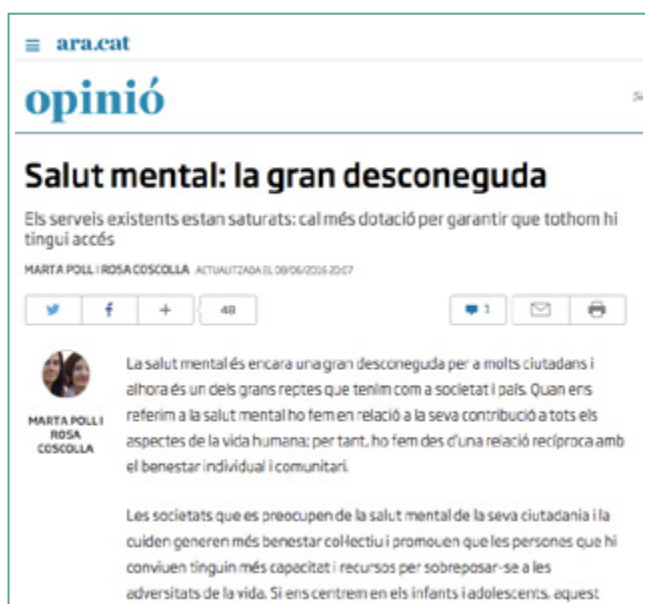 ≡ ara.cat
opinió
Salut mental: la gran desconeguda
Els serveis existents estan saturats: cal més dotació per garantir que tothom hi
tingui accés
MARTA POLL I ROSA COSCOLLA ACTUALITZADA EL 08/06/2016 20:07
48
1
La salut mental és encara una gran desconeguda per a molts ciutadans i
alhora és un dels grans reptes que tenim com a societat i país. Quan ens
referim a la salut mental ho fem en relació a la seva contribució a tots els
aspectes de la vida humana; per tant, ho fem des d'una relació recíproca amb
el benestar individual i comunitari.
MARTA POLL I
ROSA
COSCOLLA
Les societats que es preocupen de la salut mental de la seva ciutadania i la
cuiden generen més benestar col·lectiu i promouen que les persones que hi
conviuen tinguin més capacitat i recursos per sobreposar-se a les
adversitats de la vida. Si ens centrem en els infants i adolescents, aquest